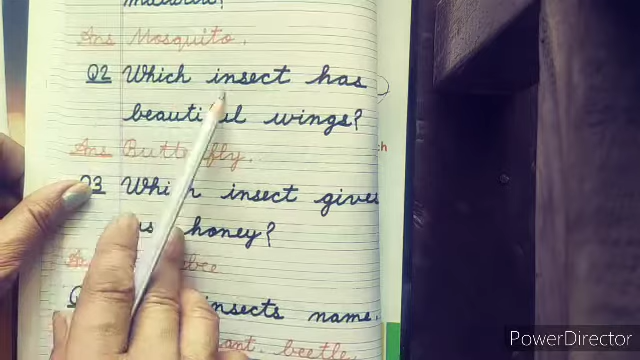 Ans Mosquito.
Q2 Which insect has
beautiful wings?
Ans Butterfly.
Q3 Which insect gives
us honey?
insects name.
ant, beetle
PowerDirector